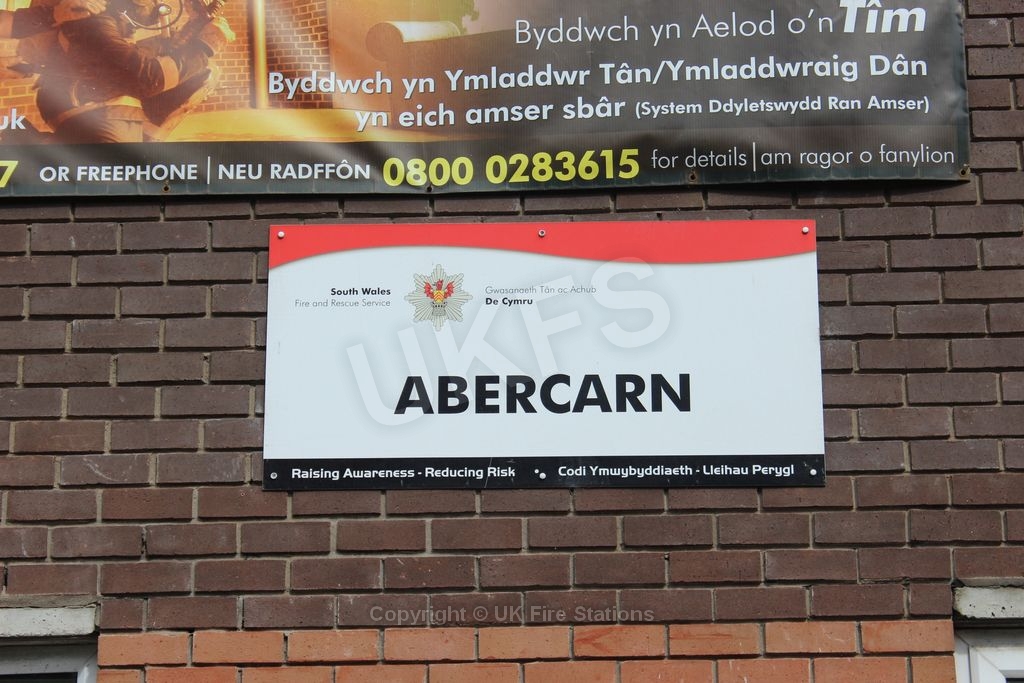 Byddwch yn Aelod o'n Tîm
Byddwch yn Ymladdwr Tân/Ymladdwraig Dân
yn eich amser sbâr (System Ddyletswydd Ran Amser)
uk
7 OR FREEPHONE | NEU RADFFÔN 0800 0283615 for details | am ragor o fanylion
South Wales
Fire and Rescue Service
Gwasanaeth Tân ac Achub
De Cymru
UKFS
ABERCARN
Raising Awareness - Reducing Risk
Codi Ymwybyddiaeth - Lleihau Perygl
Copyright © UK Fire Stations